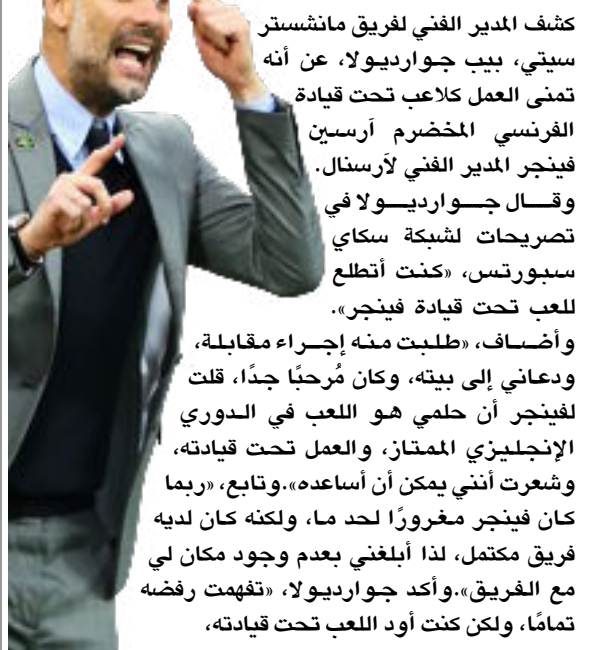 كشف المدير الفني لفريق مانشستر
سيتي، بيب جوارديولا، عن أنه
تمنى العمل كلاعب تحت قيادة
الفرنسي المخضرم آرسين
فينجر المدير الفني لآرسنال.
وقال جوارديولا في
تصريحات لشبكة سكاي
سبورتس، «كنت أتطلع
للعب تحت قيادة فينجر».
وأضاف، «طلبت منه إجراء مقابلة،
ودعاني إلى بيته، وكان مُرحبًا جدًا، قلت
لفينجر أن حلمي هو اللعب في الدوري
الإنجليزي الممتاز، والعمل تحت قيادته،
وشعرت أنني يمكن أن أساعده».وتابع، «ربما
كان فينجر مغرورًا لحد ما، ولكنه كان لديه
فريق مكتمل، لذا أبلغني بعدم وجود مكان لي
مع الفريق».وأكد جوارديولا، «تفهمت رفضه
تمامًا، ولكن كنت أود اللعب تحت قيادته،